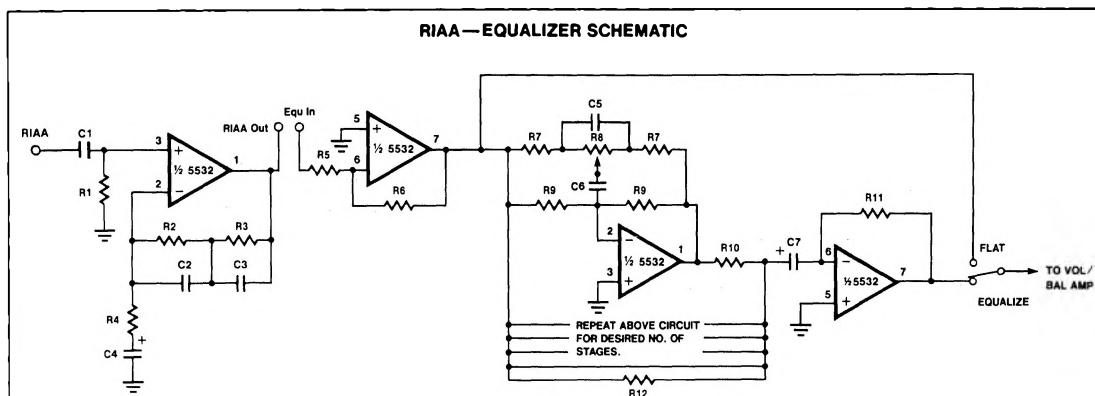 RIAA—EQUALIZER SCHEMATIC
RIAA
C1
R1
3
+
2
−
½ 5532
1
RIAA Out
Equ In
R2
R3
C2
C3
R4
+
C4
R5
5
+
6
−
½ 5532
7
R6
C5
R7
R8
R7
C6
R9
R9
2
−
3
+
½ 5532
1
R10
REPEAT ABOVE CIRCUIT
FOR DESIRED NO. OF
STAGES.
R12
+
C7
R11
6
−
5
+
½5532
7
FLAT
EQUALIZE
TO VOL/
BAL AMP